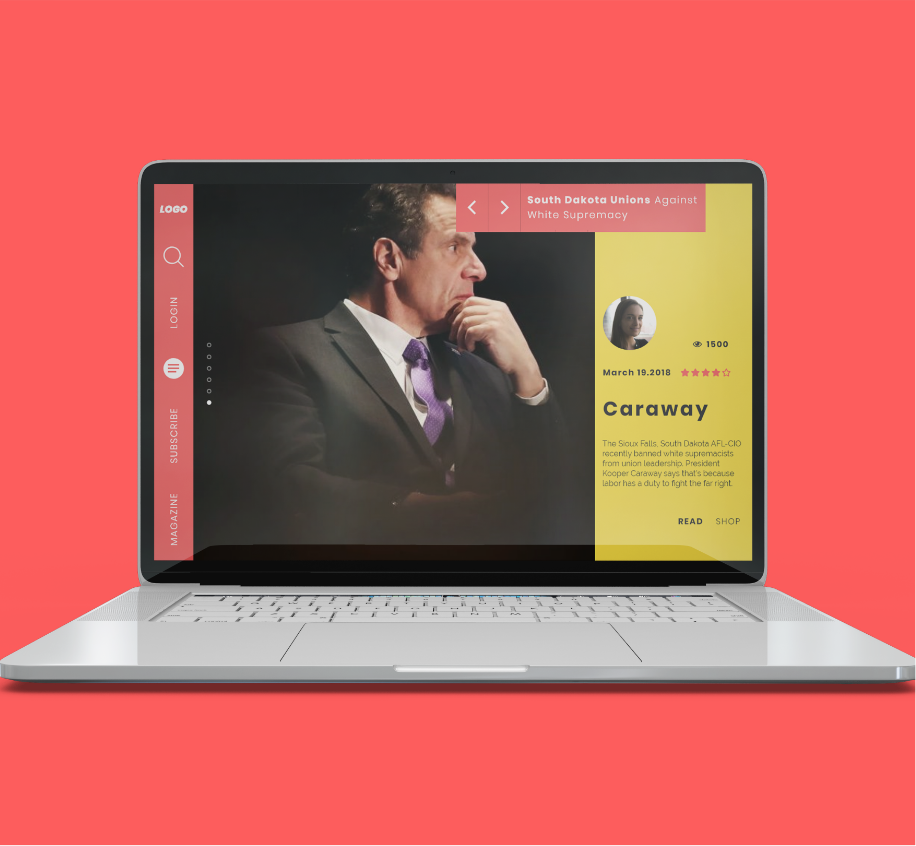 LOGO
LOGIN
SUBSCRIBE
MAGAZINE
South Dakota Unions Against
White Supremacy
1500
March 19.2018
Caraway
The Sioux Falls, South Dakota AFL-CIO
recently banned white supremacists
from union leadership. President
Kooper Caraway says that's because
labor has a duty to fight the far right.
READ SHOP